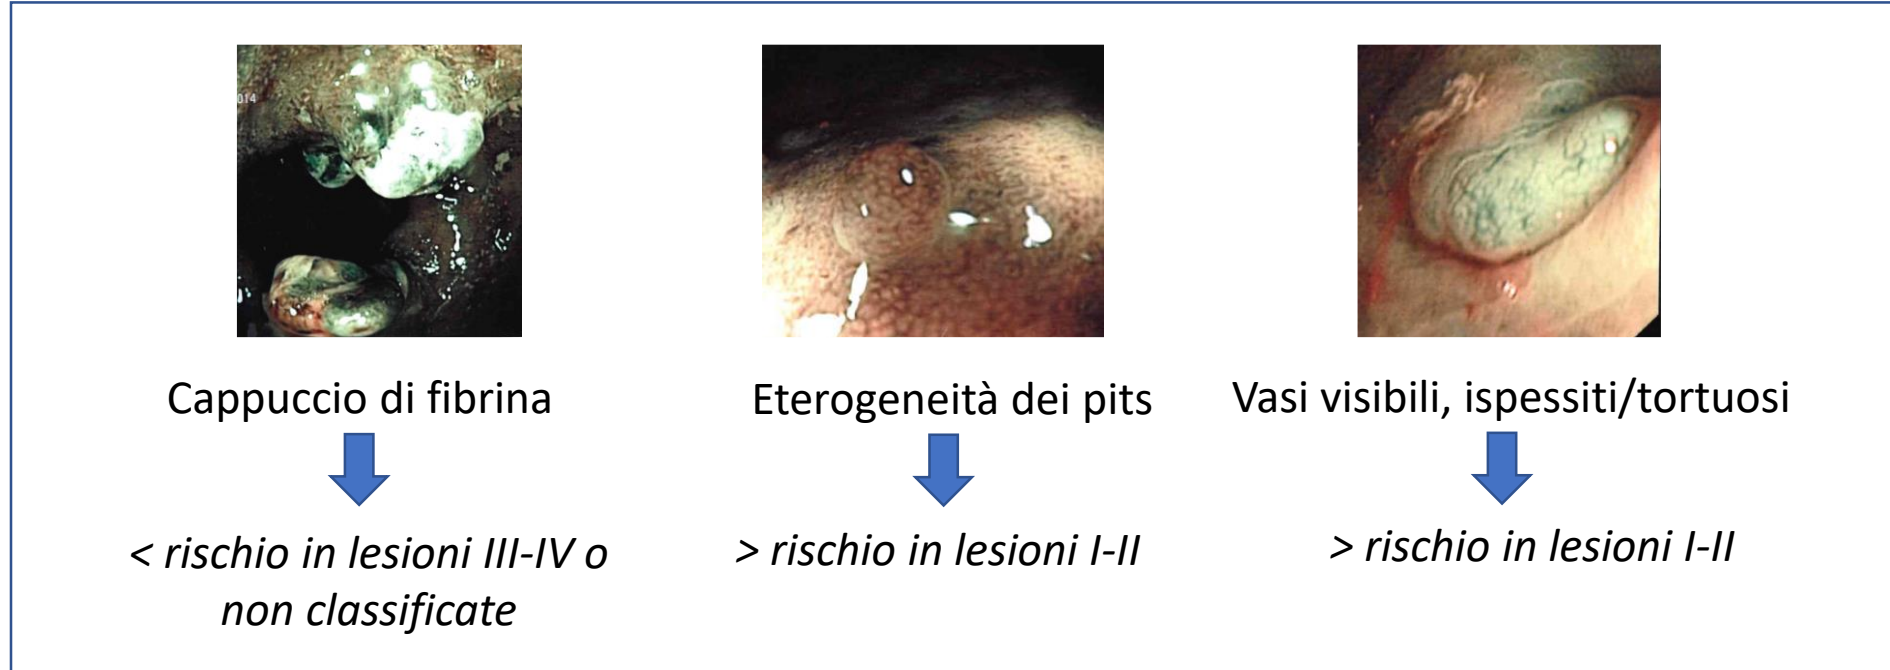 014
Cappuccio di fibrina
Eterogeneità dei pits
Vasi visibili, ispessiti/tortuosi
< rischio in lesioni III-IV o
non classificate
> rischio in lesioni I-II
> rischio in lesioni I-II